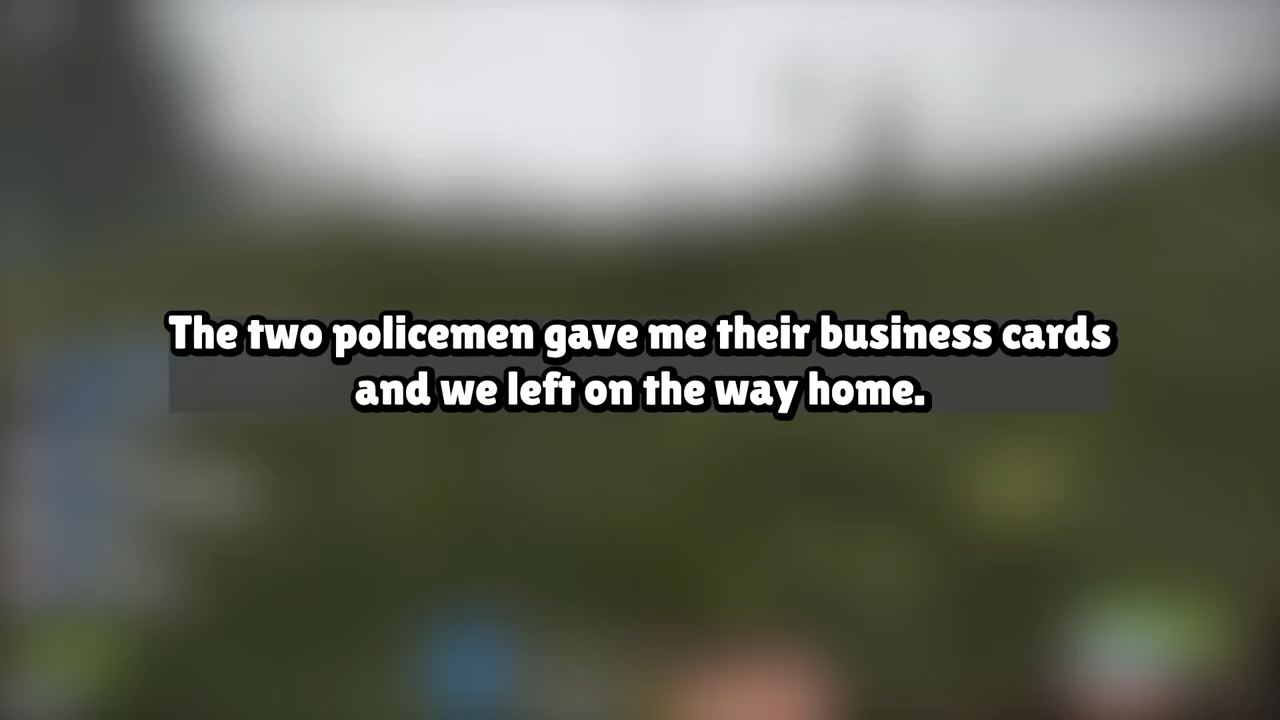 The two policemen gave me their business cards
and we left on the way home.